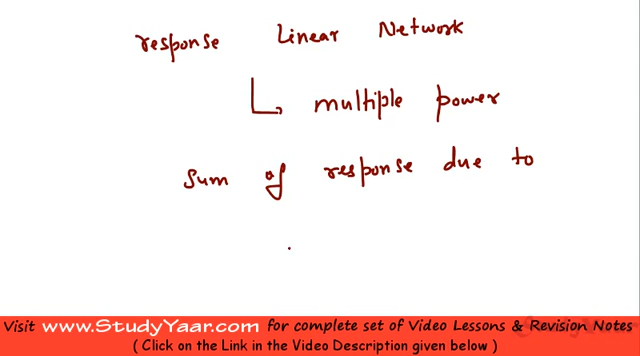 response Linear Network
multiple power
Sum of response due to
Visit www.StudyYaar.com for complete set of Video Lessons & Revision Notes
( Click on the Link in the Video Description given below )